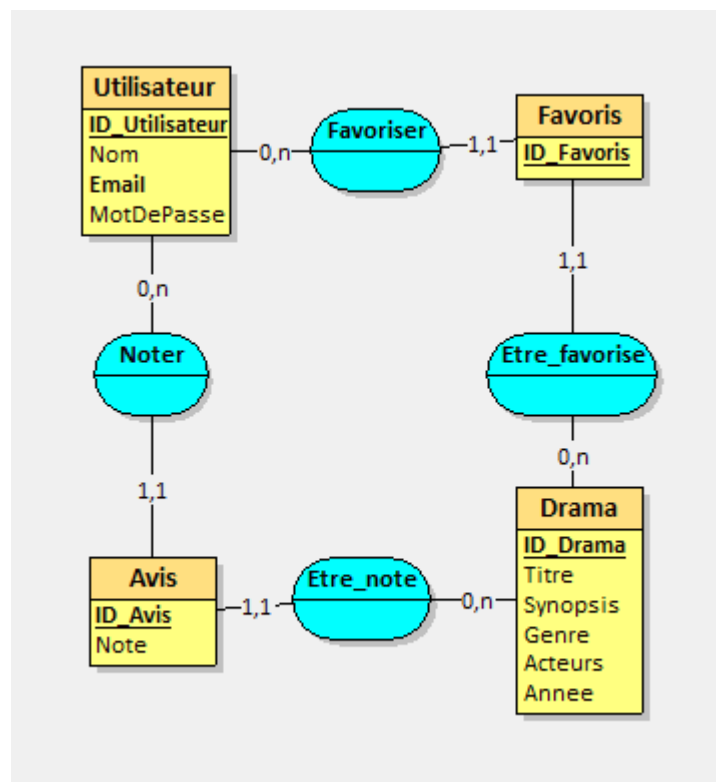 Utilisateur
ID_Utilisateur
Nom
Email
MotDePasse
0,n
Favoriser
1,1
Favoris
ID_Favoris
0,n
Noter
1,1
1,1
Etre_favorise
0,n
Avis
ID_Avis
Note
1,1
Etre_note
0,n
Drama
ID_Drama
Titre
Synopsis
Genre
Acteurs
Annee